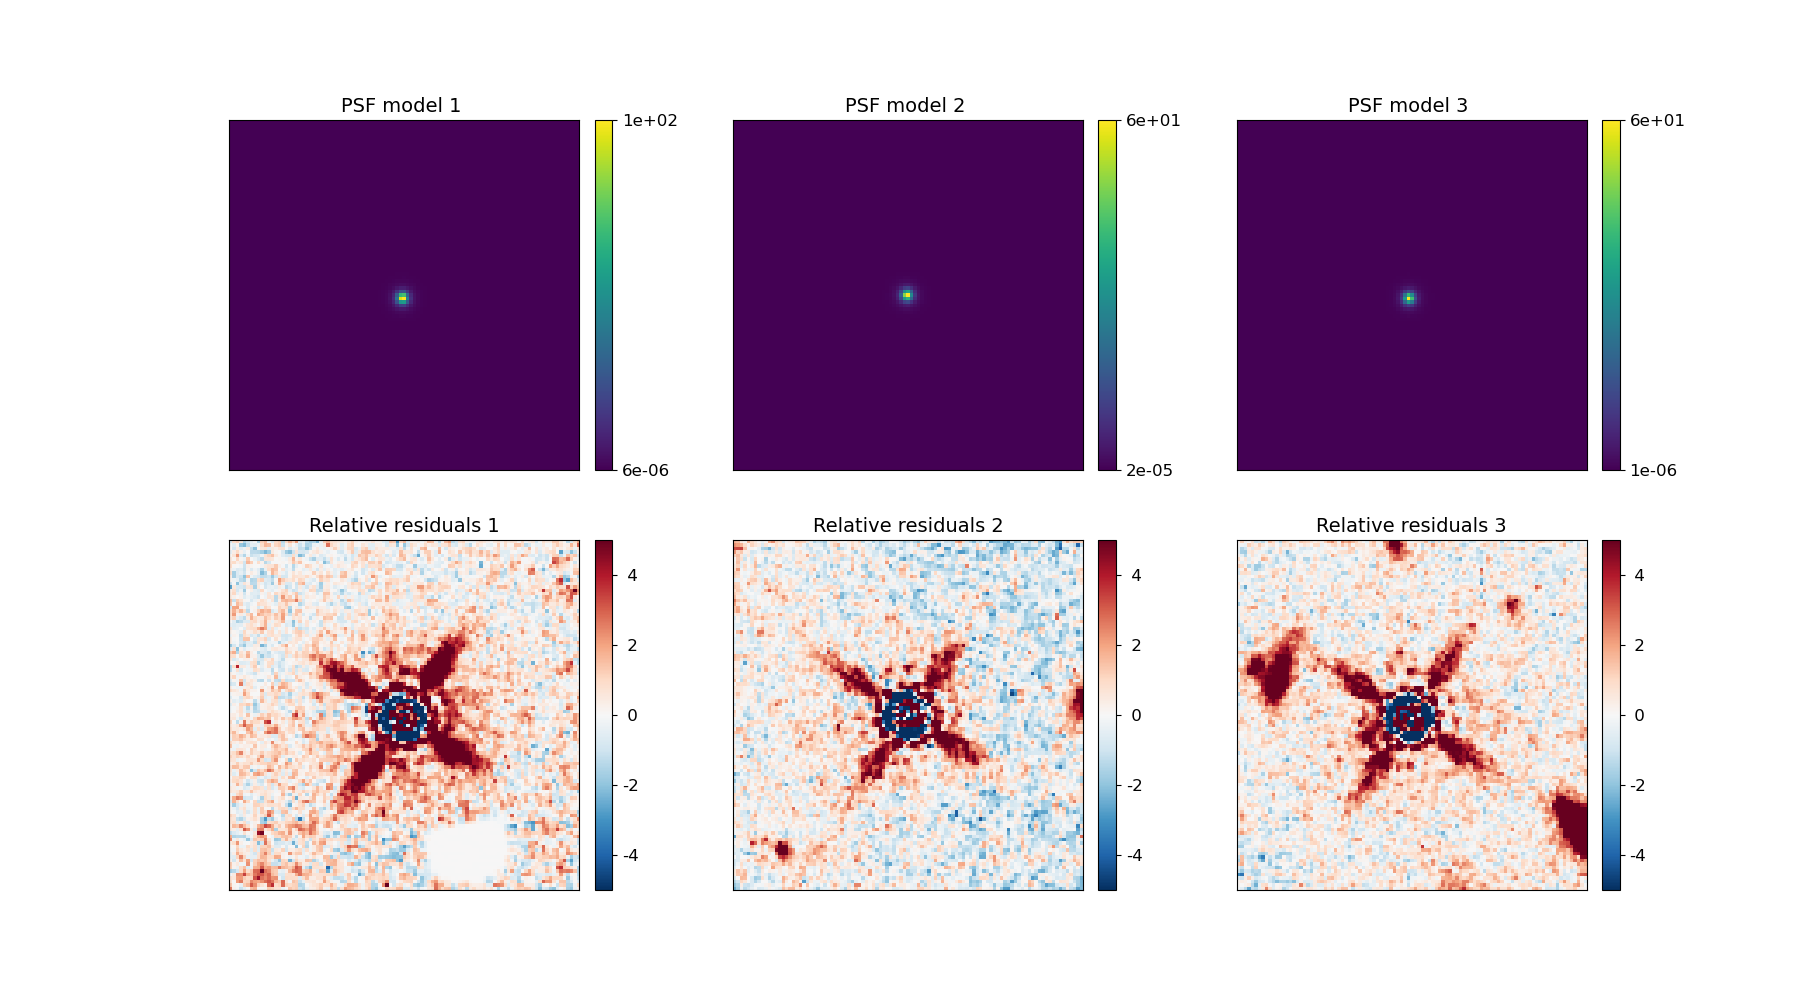 PSF model 1
PSF model 2
PSF model 3
1e+02
6e+01
6e+01
6e-06
2e-05
1e-06
Relative residuals 1
Relative residuals 2
Relative residuals 3
4
2
0
-2
-4
4
2
0
-2
-4
4
2
0
-2
-4